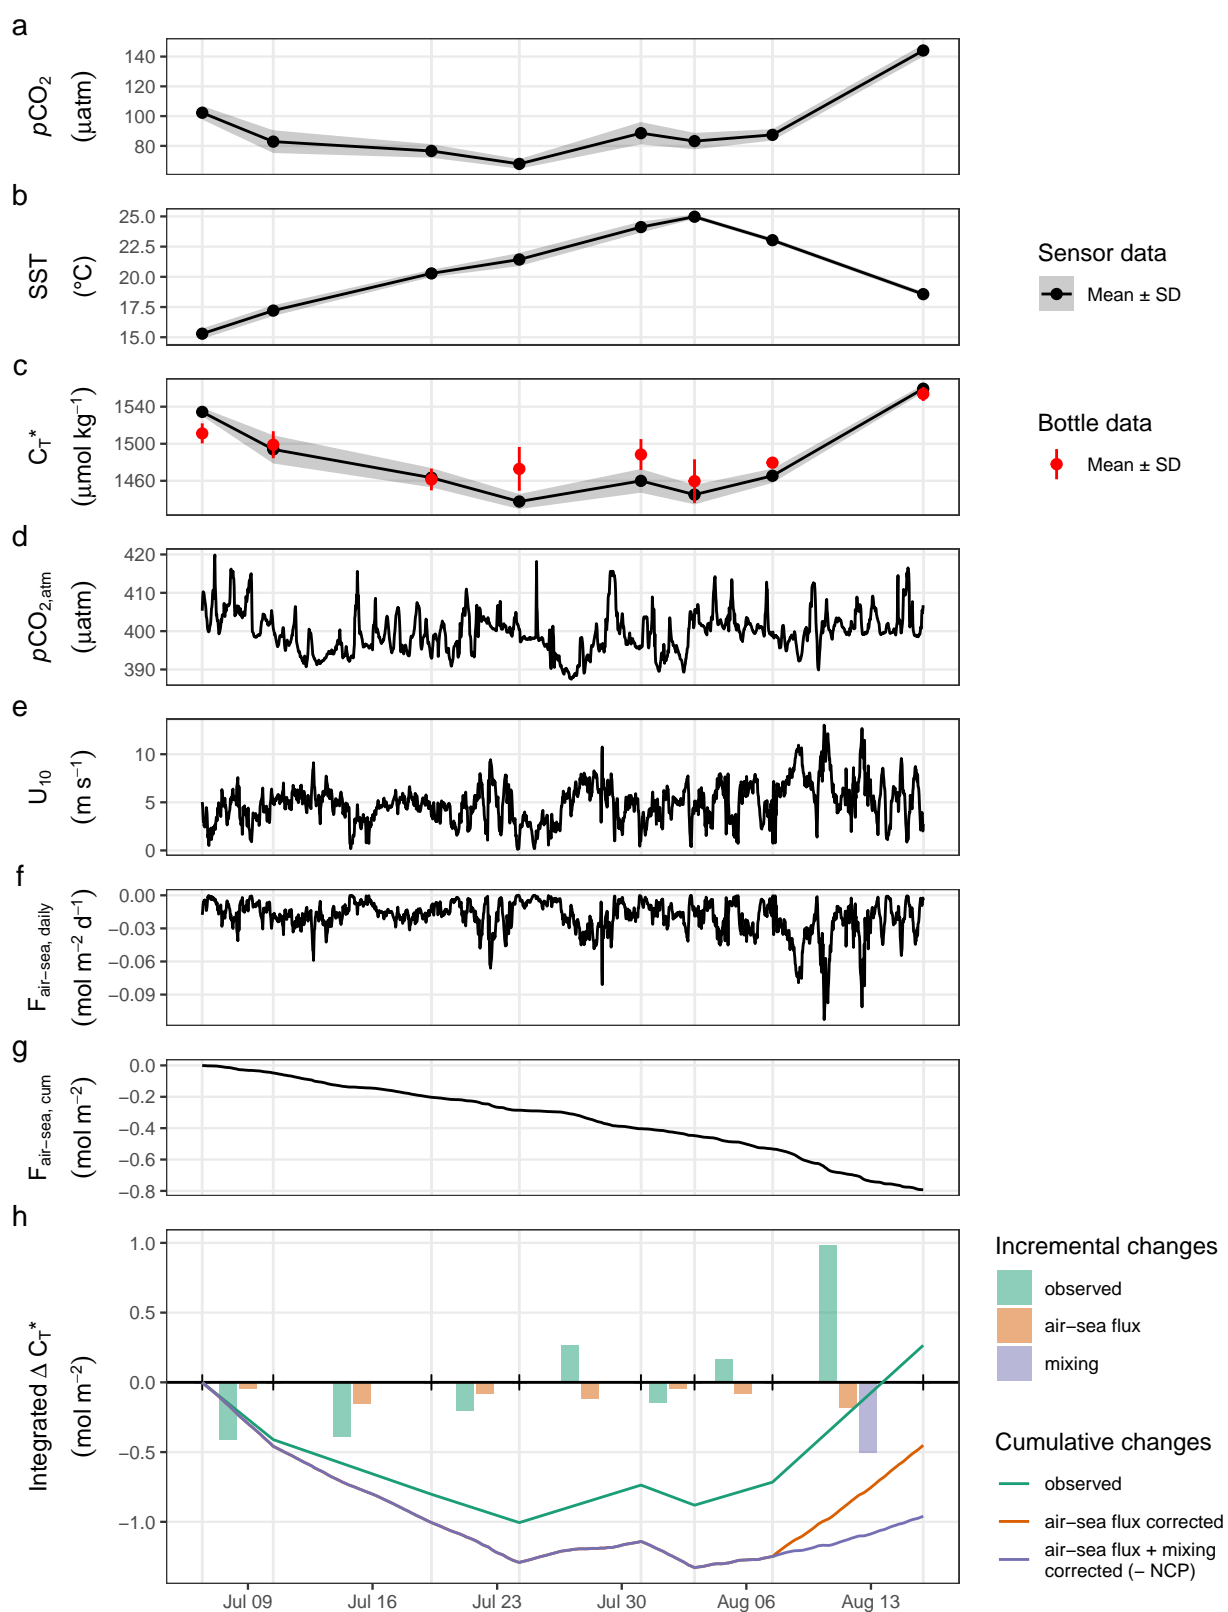 a
pCO2
(µatm)
140
120
100
80
b
SST
(°C)
25.0
22.5
20.0
17.5
15.0
Sensor data
Mean ± SD
c
CT*
(µmol kg−1)
1540
1500
1460
Bottle data
Mean ± SD
d
pCO2,atm
(µatm)
420
410
400
390
e
U10
(m s−1)
10
5
0
f
Fair−sea, daily
(mol m−2 d−1)
0.00
−0.03
−0.06
−0.09
g
Fair−sea, cum
(mol m−2)
0.0
−0.2
−0.4
−0.6
−0.8
h
Integrated Δ CT*
(mol m−2)
1.0
0.5
0.0
−0.5
−1.0
Jul 09
Jul 16
Jul 23
Jul 30
Aug 06
Aug 13
Incremental changes
observed
air−sea flux
mixing
Cumulative changes
observed
air−sea flux corrected
air−sea flux + mixing
corrected (− NCP)